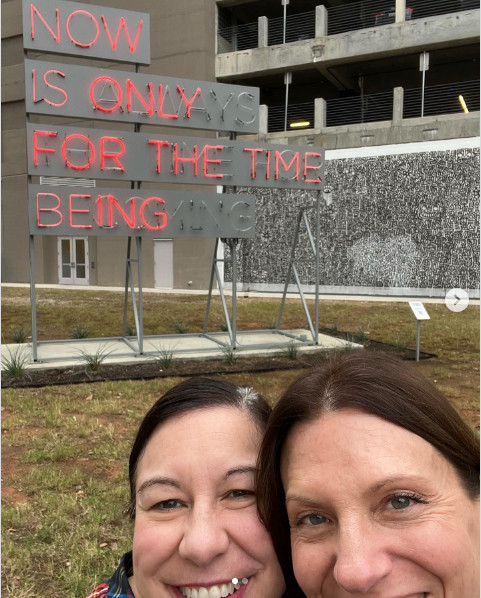 NOW
IS ONLY
FOR THE TIME
BEING